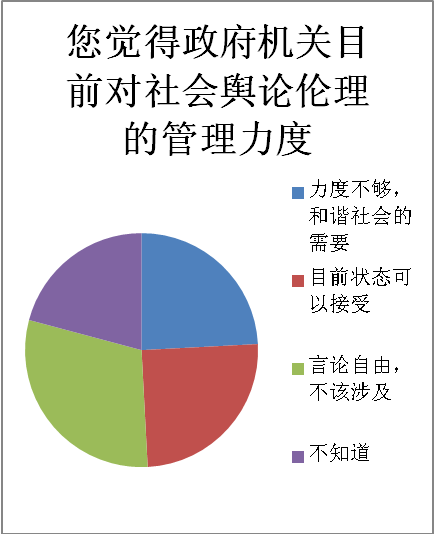 您觉得政府机关目
前对社会舆论伦理
的管理力度
力度不够，
和谐社会的
需要
目前状态可
以接受
言论自由，
不该涉及
不知道